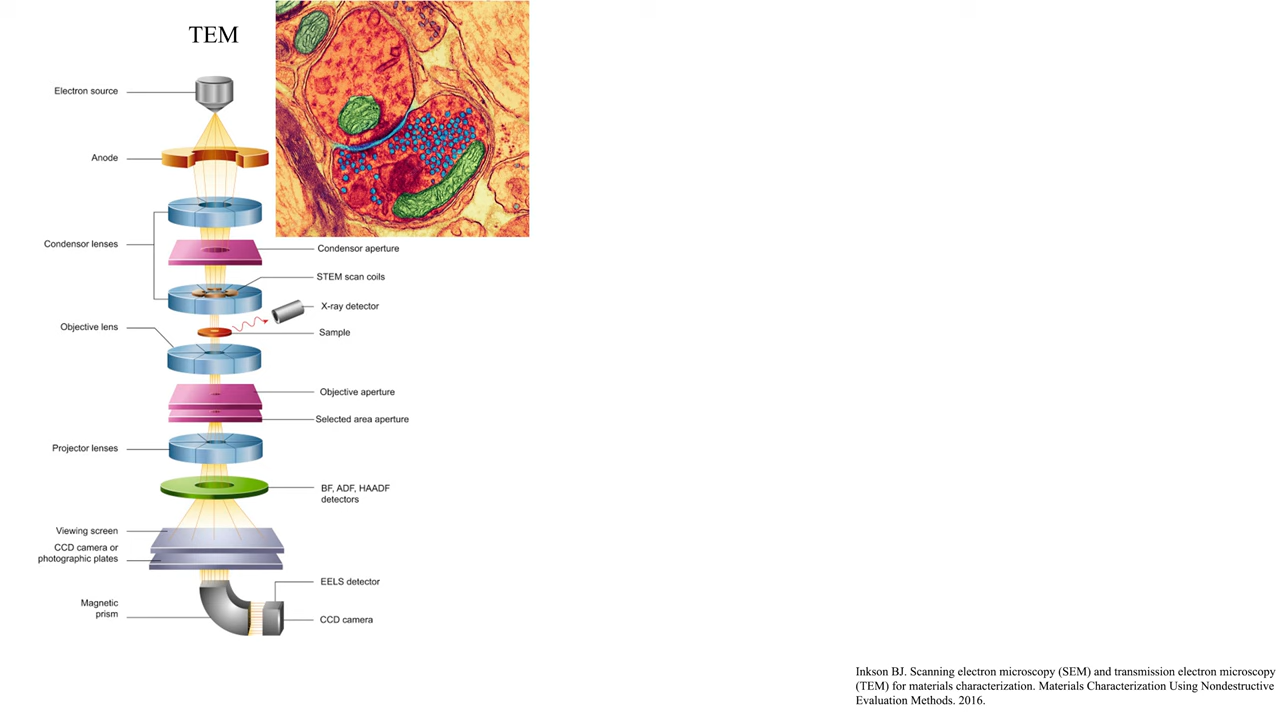 TEM
Electron source
Anode
Condensor lenses
Condensor aperture
STEM scan coils
X-ray detector
Sample
Objective lens
Objective aperture
Selected area aperture
Projector lenses
BF, ADF, HAADF
detectors
Viewing screen
CCD camera or
photographic plates
EELS detector
Magnetic
prism
CCD camera
Inkson BJ. Scanning electron microscopy (SEM) and transmission electron microscopy
(TEM) for materials characterization. Materials Characterization Using Nondestructive
Evaluation Methods. 2016.